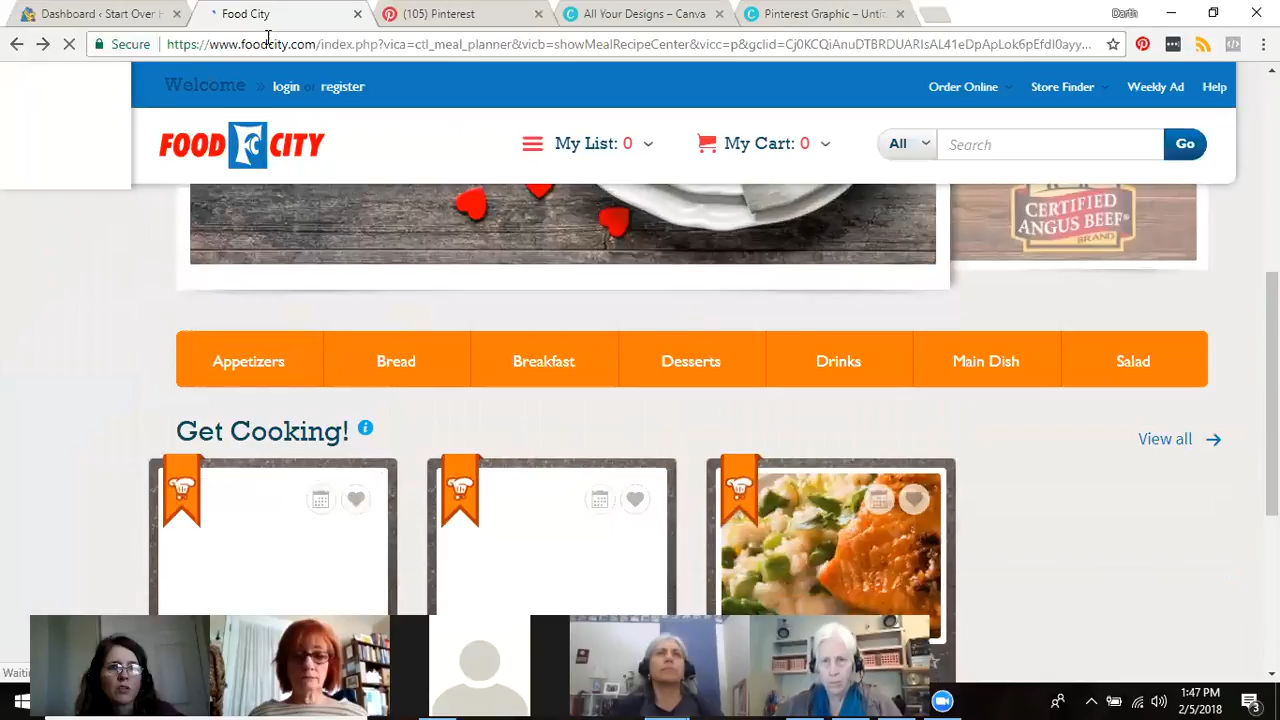 Dashboard ‹ Start Over H
Food City
(105) Pinterest
All Your Designs – Canva
Pinterest Graphic – Untit
Darth
Secure
https://www.foodcity.com/index.php?vica=ctl_meal_planner&vicb=showMealRecipeCenter&vicc=p&gclid=Cj0KCQiAnuDTBRDUARIsAL41eDpApLok6pEfdI0ayy...
Welcome » login or register
Order Online
Store Finder
Weekly Ad
Help
FOOD CITY
My List: 0
My Cart: 0
All
Search
Go
CERTIFIED
ANGUS BEEF®
BRAND
Appetizers
Bread
Breakfast
Desserts
Drinks
Main Dish
Salad
Get Cooking!
View all
Waitin
1:47 PM
2/5/2018
3